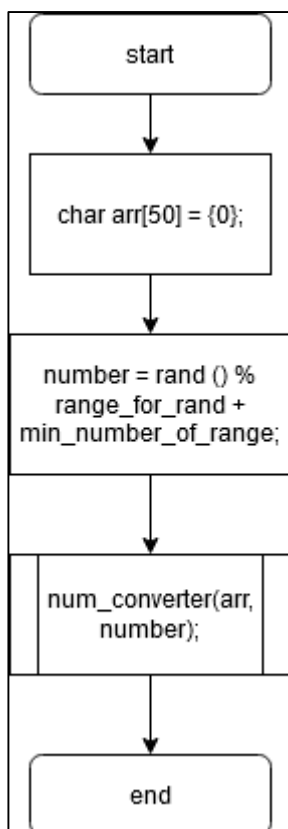 start
char arr[50] = {0};
number = rand () %
range_for_rand +
min_number_of_range;
num_converter(arr,
number);
end